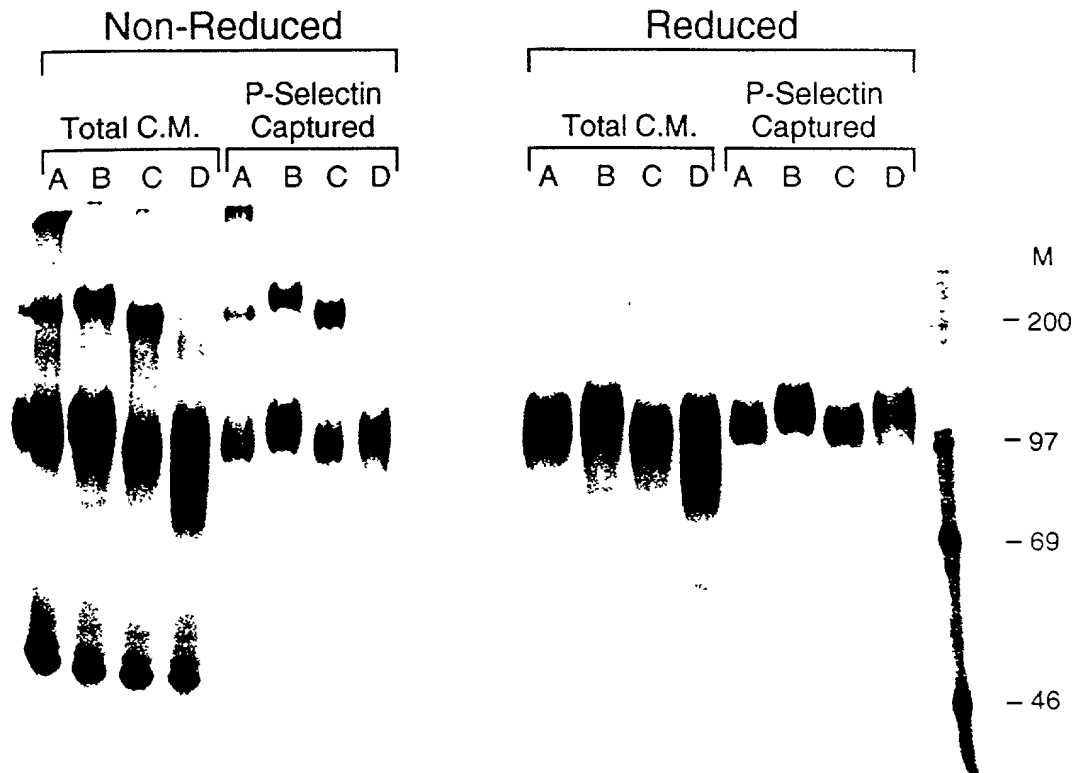 Non-Reduced
Reduced
P-Selectin
Captured
Total C.M.
P-Selectin
Captured
Total C.M.
A B C D A B C D
A B C D A B C D
M
– 200
– 97
– 69
– 46